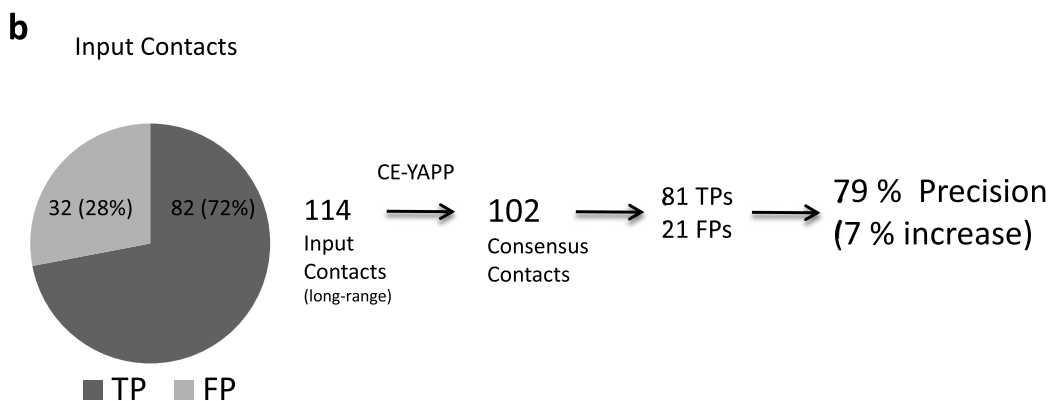 b
Input Contacts
32 (28%)
82 (72%)
TP
FP
114
Input
Contacts
(long-range)
CE-YAPP
102
Consensus
Contacts
81 TPs
21 FPs
79 %  Precision
(7 % increase)